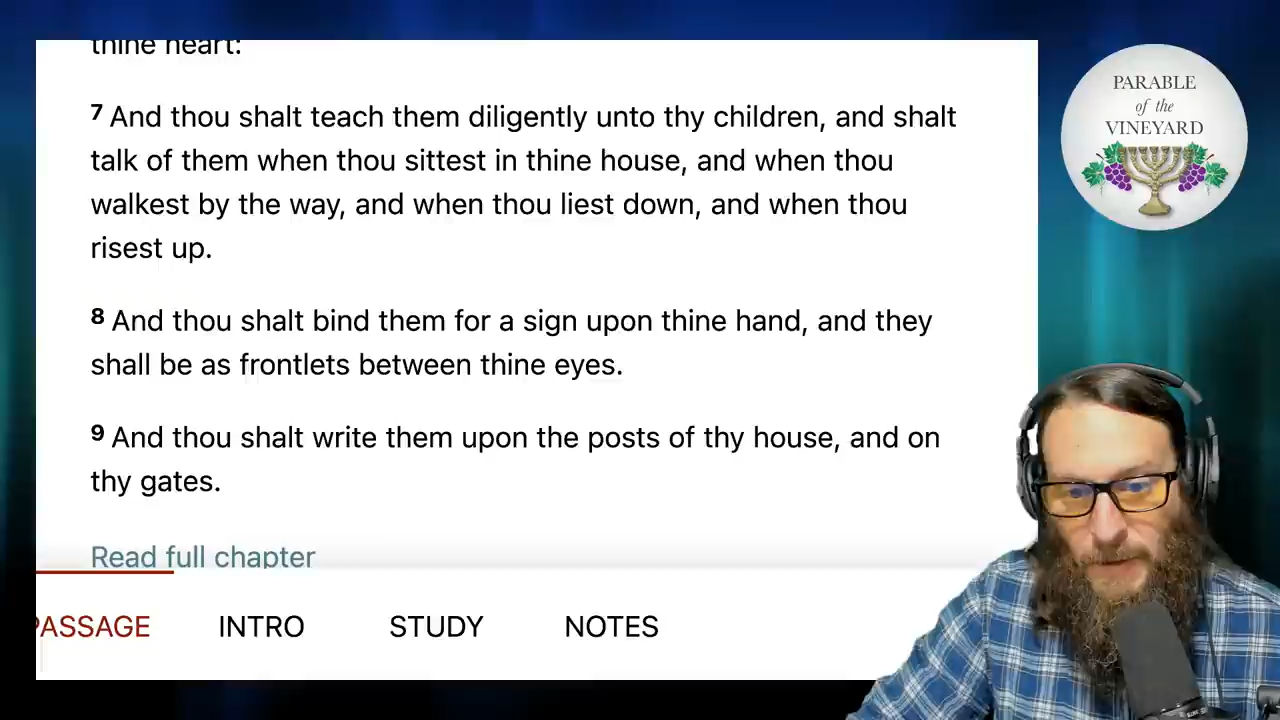 thine heart:
7 And thou shalt teach them diligently unto thy children, and shalt
talk of them when thou sittest in thine house, and when thou
walkest by the way, and when thou liest down, and when thou
risest up.
8 And thou shalt bind them for a sign upon thine hand, and they
shall be as frontlets between thine eyes.
9 And thou shalt write them upon the posts of thy house, and on
thy gates.
Read full chapter
PASSAGE INTRO STUDY NOTES
PARABLE
of the
VINEYARD